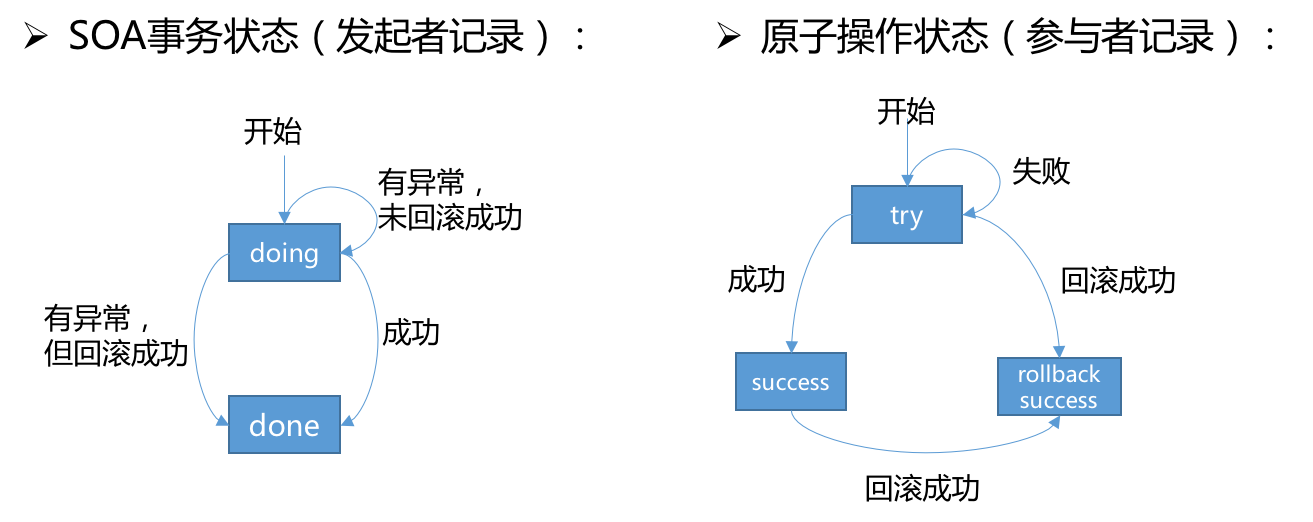 SOA事务状态（发起者记录）：
开始
有异常，
未回滚成功
doing
有异常，
但回滚成功
成功
done
原子操作状态（参与者记录）：
开始
失败
try
成功
回滚成功
success
rollback
success
回滚成功